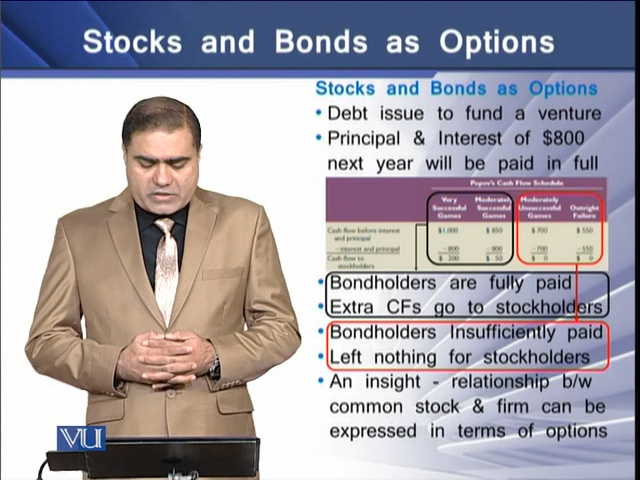 Stocks and Bonds as Options
Stocks and Bonds as Options
• Debt issue to fund a venture
• Principal & Interest of $800
next year will be paid in full
Popov's Cash Flow Schedule
Very Successful Games
Moderately Successful Games
Moderately Unsuccessful Games
Outright Failure
Cash flow before interest and principal $1,000 $ 850 $ 700 $ 550
−Interest and principal −800 −800 −700 −550
Cash flow to stockholders $ 200 $ 50 $ 0 $ 0
• Bondholders are fully paid
• Extra CFs go to stockholders
• Bondholders Insufficiently paid
• Left nothing for stockholders
• An insight - relationship b/w
common stock & firm can be
expressed in terms of options
VU